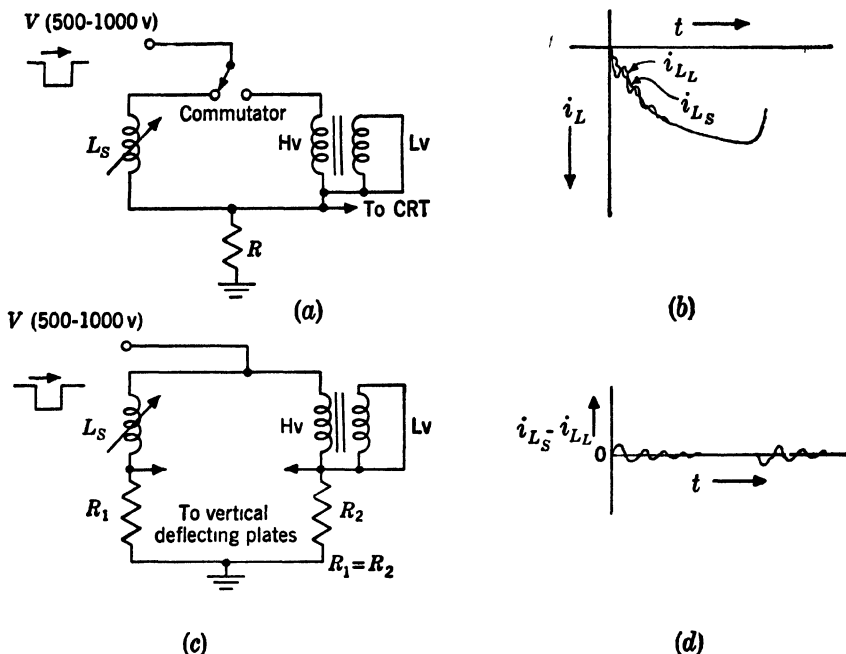 V (500-1000 v)
Commutator
L_S
Hv
Lv
To CRT
R
(a)
t
i_{L_L}
i_{L_S}
i_L
(b)
V (500-1000 v)
L_S
Hv
Lv
R_1
To vertical
deflecting plates
R_2
R_1 = R_2
(c)
i_{L_S} - i_{L_L}
0
t
(d)